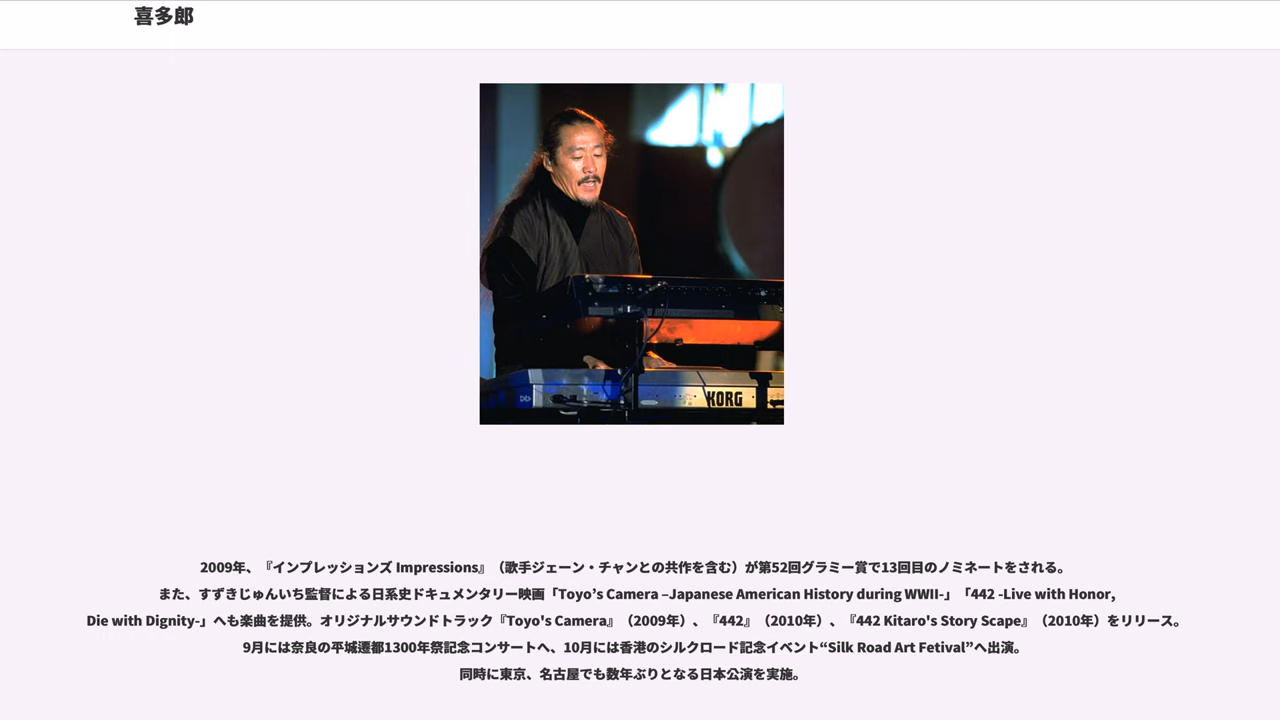 喜多郎
KORG
2009年、『インプレッションズ Impressions』（歌手ジェーン・チャンとの共作を含む）が第52回グラミー賞で13回目のノミネートをされる。
また、すずきじゅんいち監督による日系史ドキュメンタリー映画「Toyo’s Camera –Japanese American History during WWII-」「442 -Live with Honor,
Die with Dignity-」へも楽曲を提供。オリジナルサウンドトラック『Toyo's Camera』（2009年）、『442』（2010年）、『442 Kitaro's Story Scape』（2010年）をリリース。
9月には奈良の平城遷都1300年祭記念コンサートへ、10月には香港のシルクロード記念イベント“Silk Road Art Fetival”へ出演。
同時に東京、名古屋でも数年ぶりとなる日本公演を実施。